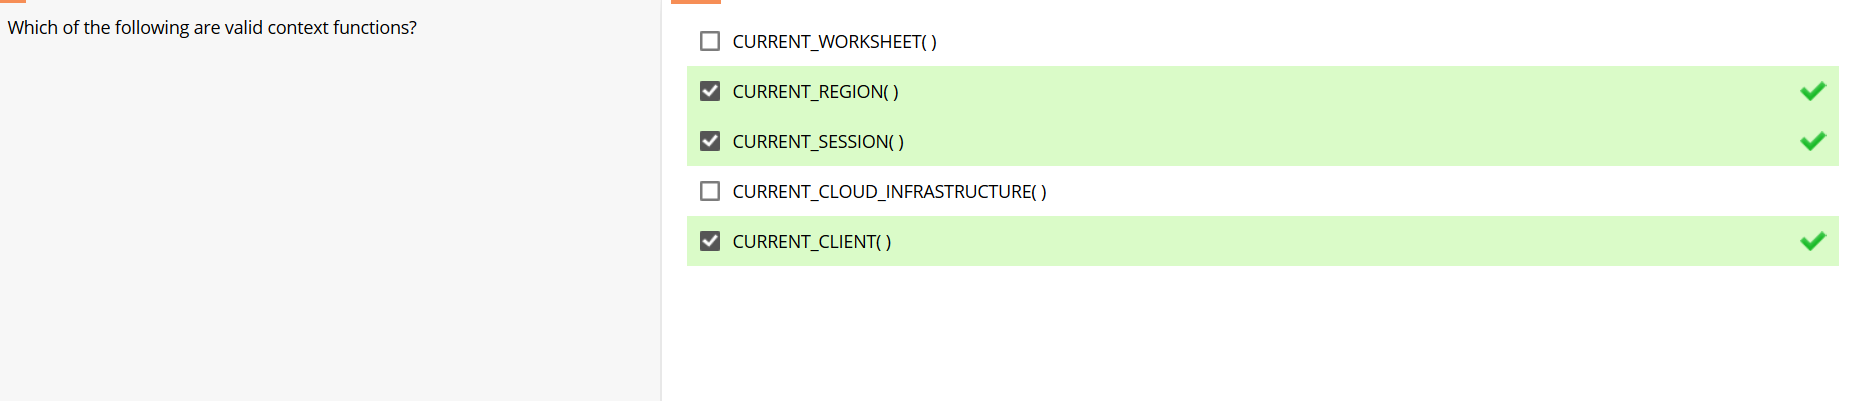 Which of the following are valid context functions?
CURRENT_WORKSHEET( )
CURRENT_REGION( )
CURRENT_SESSION( )
CURRENT_CLOUD_INFRASTRUCTURE( )
CURRENT_CLIENT( )